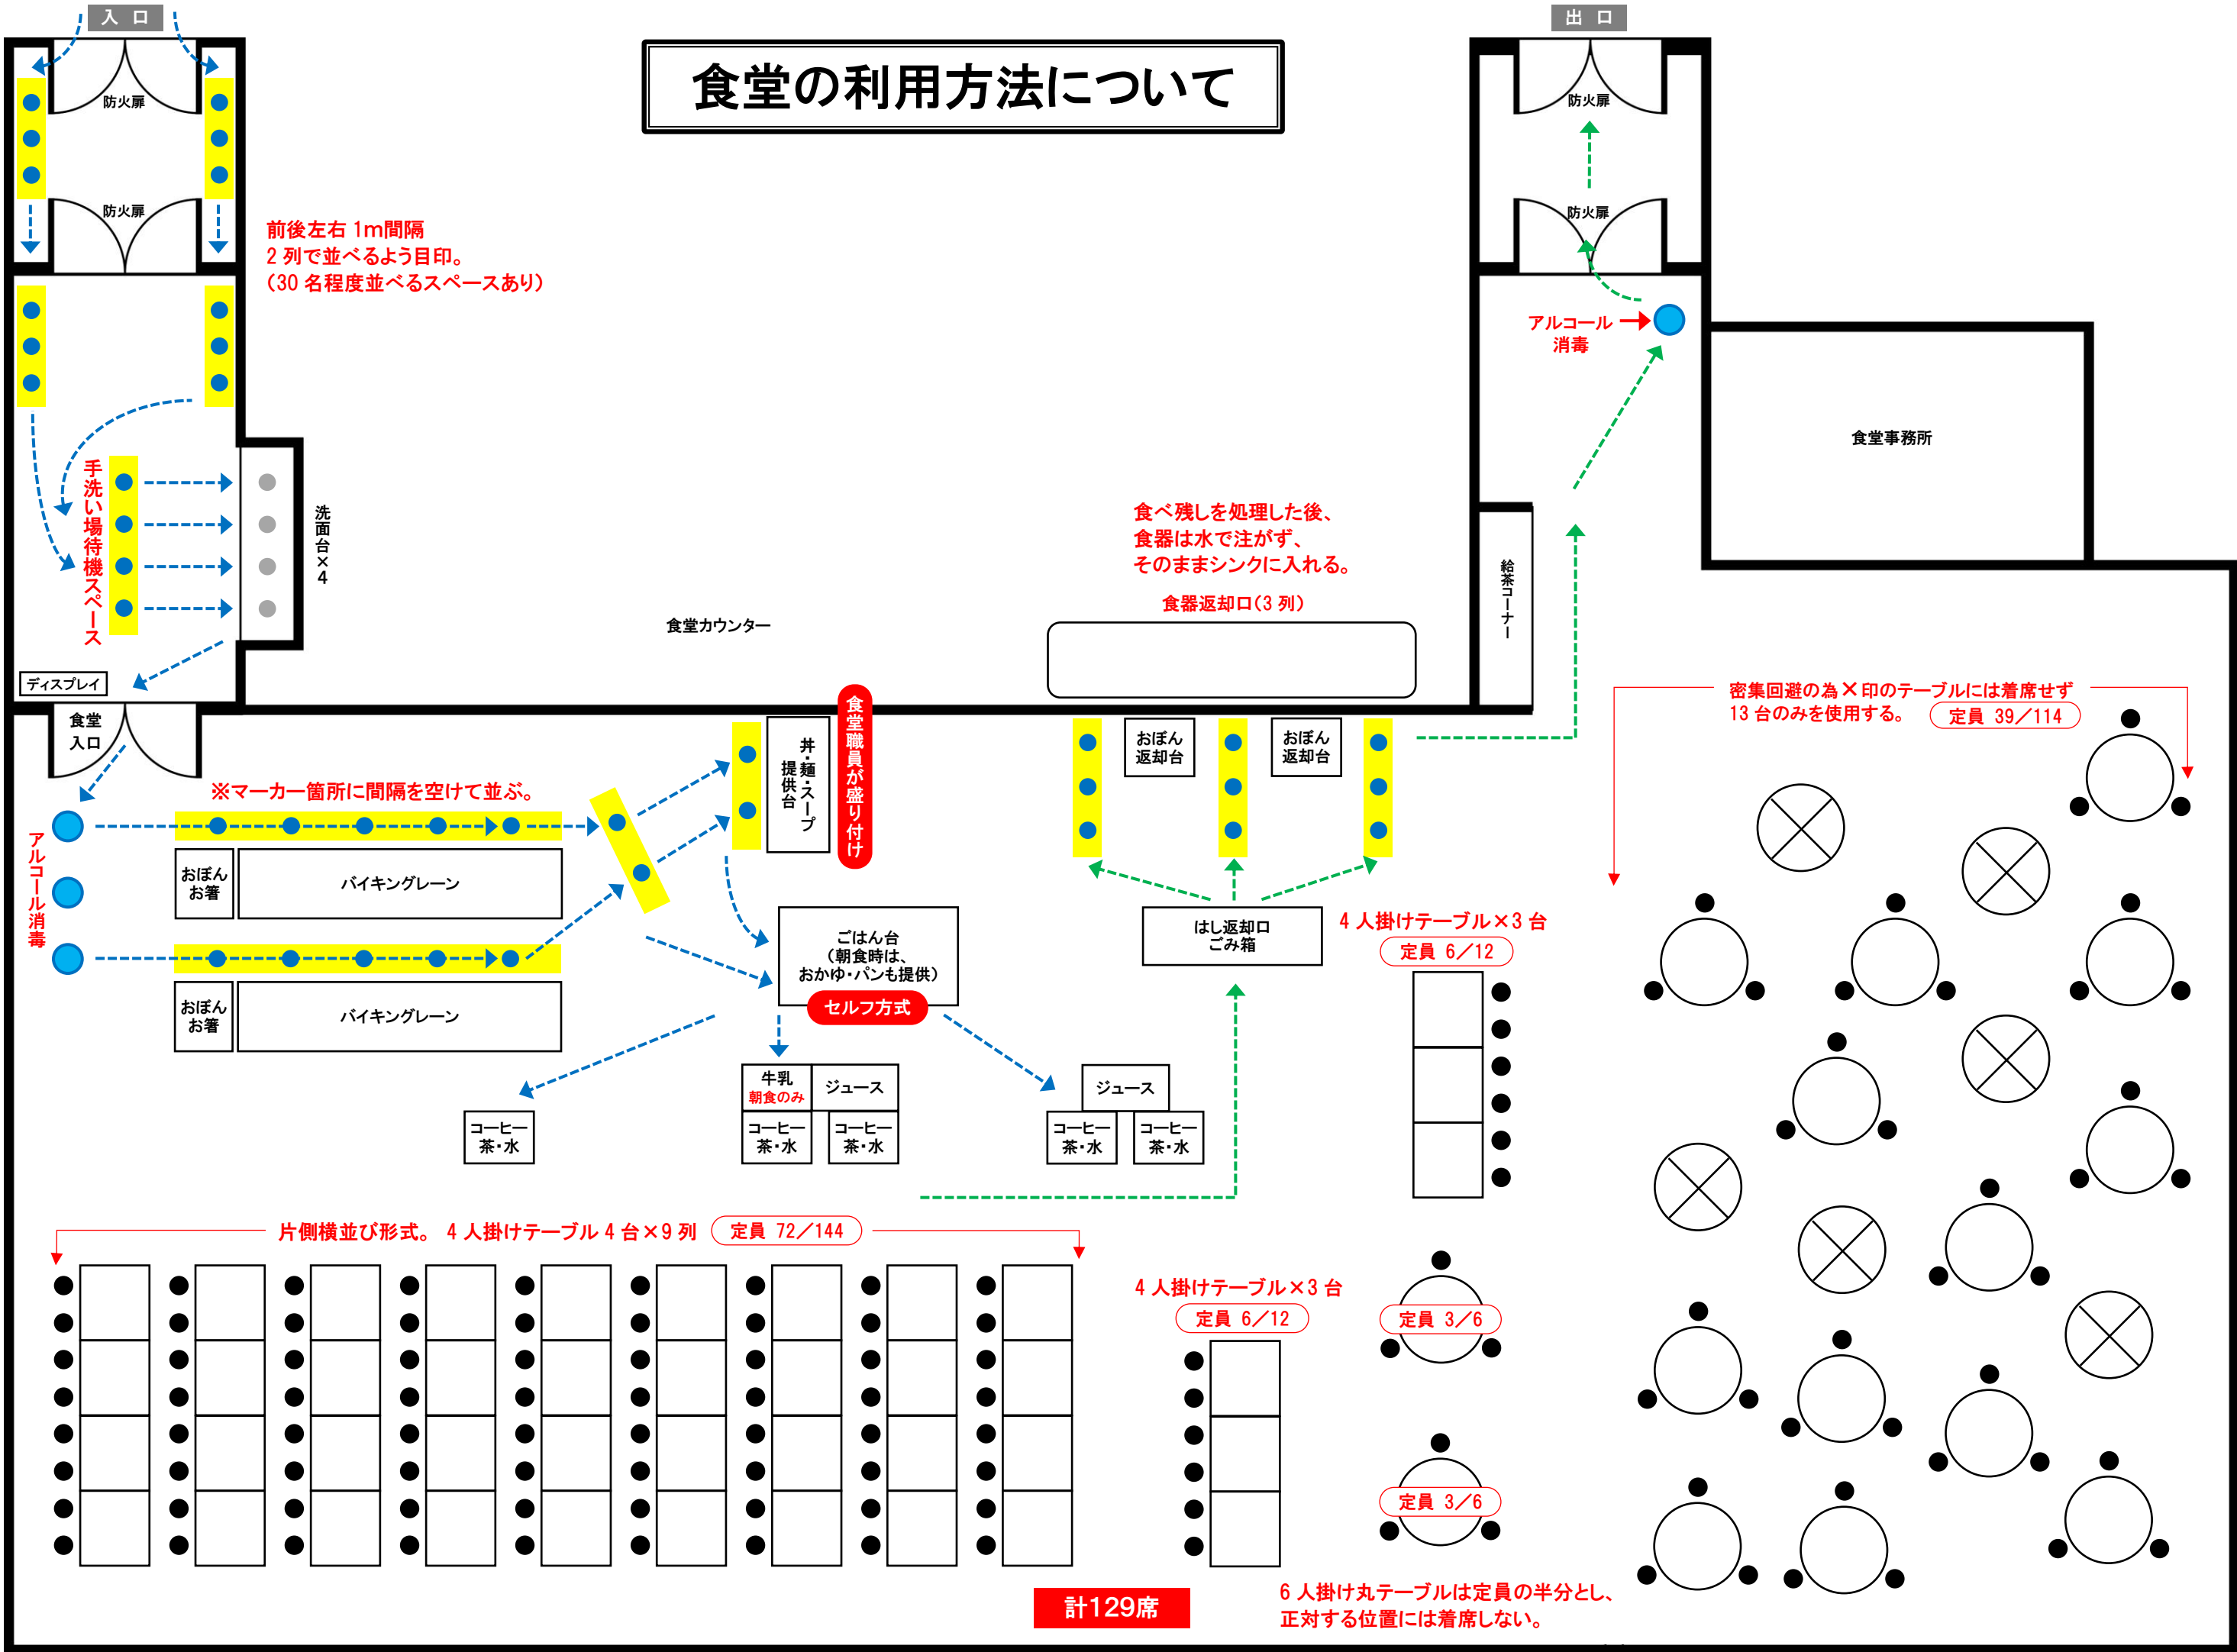 入 口
出 口
食堂の利用方法について
防火扉
防火扉
防火扉
防火扉
前後左右 1m間隔
2 列で並べるよう目印。
（30 名程度並べるスペースあり）
アルコール
消毒
食堂事務所
手洗い場待機スペース
洗面台×4
食べ残しを処理した後、
食器は水で注がず、
そのままシンクに入れる。
食器返却口（3 列）
給茶コーナー
食堂カウンター
ディスプレイ
食堂
入口
密集回避の為×印のテーブルには着席せず
13 台のみを使用する。
定員 39／114
食堂職員が盛り付け
丼・麺・スープ
提供台
おぼん
返却台
おぼん
返却台
※マーカー箇所に間隔を空けて並ぶ。
アルコール消毒
おぼん
お箸
バイキングレーン
おぼん
お箸
バイキングレーン
ごはん台
（朝食時は、
おかゆ・パンも提供）
セルフ方式
はし返却口
ごみ箱
4 人掛けテーブル×3 台
定員 6／12
牛乳
朝食のみ
ジュース
ジュース
コーヒー
茶・水
コーヒー
茶・水
コーヒー
茶・水
コーヒー
茶・水
コーヒー
茶・水
片側横並び形式。 4 人掛けテーブル 4 台×9 列
定員 72／144
4 人掛けテーブル×3 台
定員 6／12
定員 3／6
定員 3／6
計129席
6 人掛け丸テーブルは定員の半分とし、
正対する位置には着席しない。